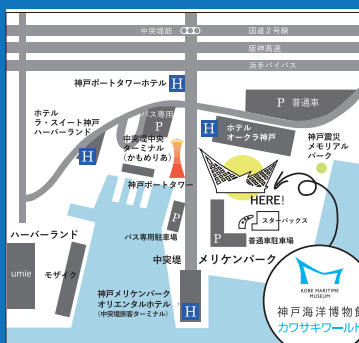 中突堤筋
国道2号線
阪神高速
浜手バイパス
神戸ポートタワーホテル
H
P 普通車
ホテル
ラ・スイート神戸
ハーバーランド
H
バス専用
P
中突堤中央
ターミナル
(かもめりあ)
H
ホテル
オークラ神戸
神戸震災
メモリアル
パーク
神戸ポートタワー
HERE!
P
バス専用駐車場
スターバックス
P
普通車駐車場
ハーバーランド
中突堤
メリケンパーク
umie
モザイク
神戸メリケンパーク
オリエンタルホテル
(中突堤旅客ターミナル)
H
KOBE MARITIME
MUSEUM
神戸海洋博物館
カワサキワールド